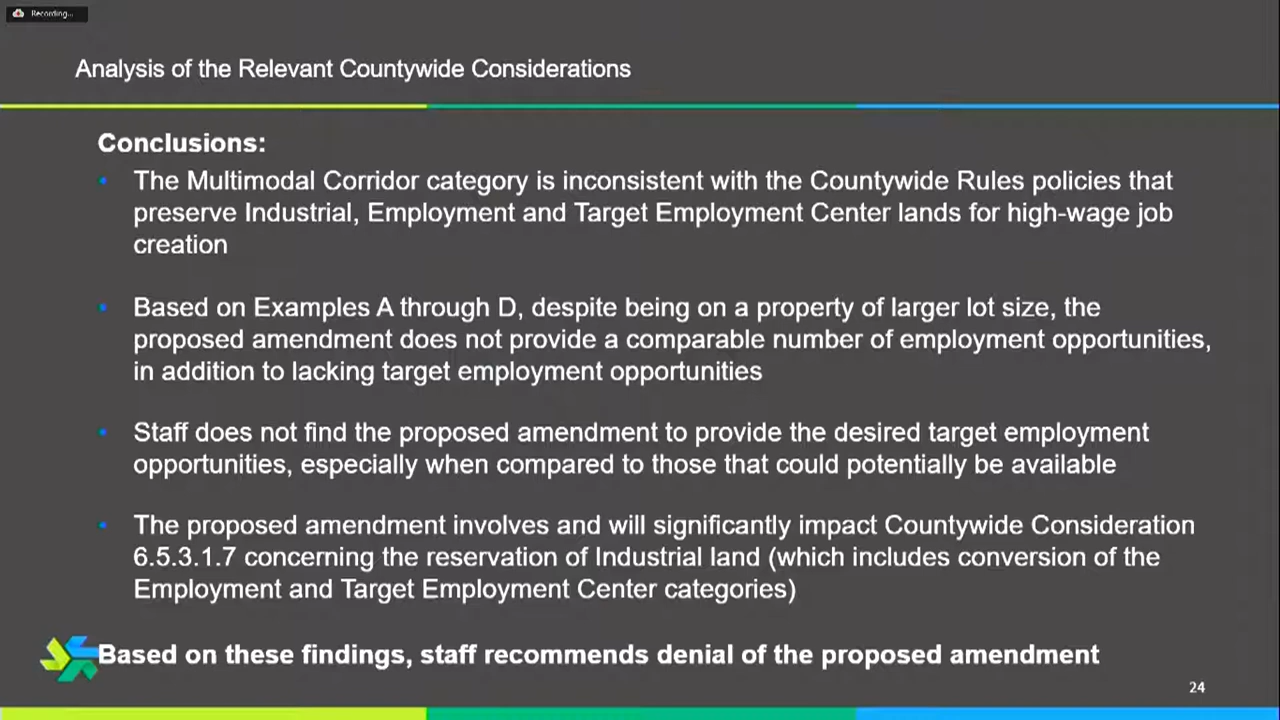 Recording...
Analysis of the Relevant Countywide Considerations
Conclusions:
• The Multimodal Corridor category is inconsistent with the Countywide Rules policies that
preserve Industrial, Employment and Target Employment Center lands for high-wage job
creation
• Based on Examples A through D, despite being on a property of larger lot size, the
proposed amendment does not provide a comparable number of employment opportunities,
in addition to lacking target employment opportunities
• Staff does not find the proposed amendment to provide the desired target employment
opportunities, especially when compared to those that could potentially be available
• The proposed amendment involves and will significantly impact Countywide Consideration
6.5.3.1.7 concerning the reservation of Industrial land (which includes conversion of the
Employment and Target Employment Center categories)
Based on these findings, staff recommends denial of the proposed amendment
24